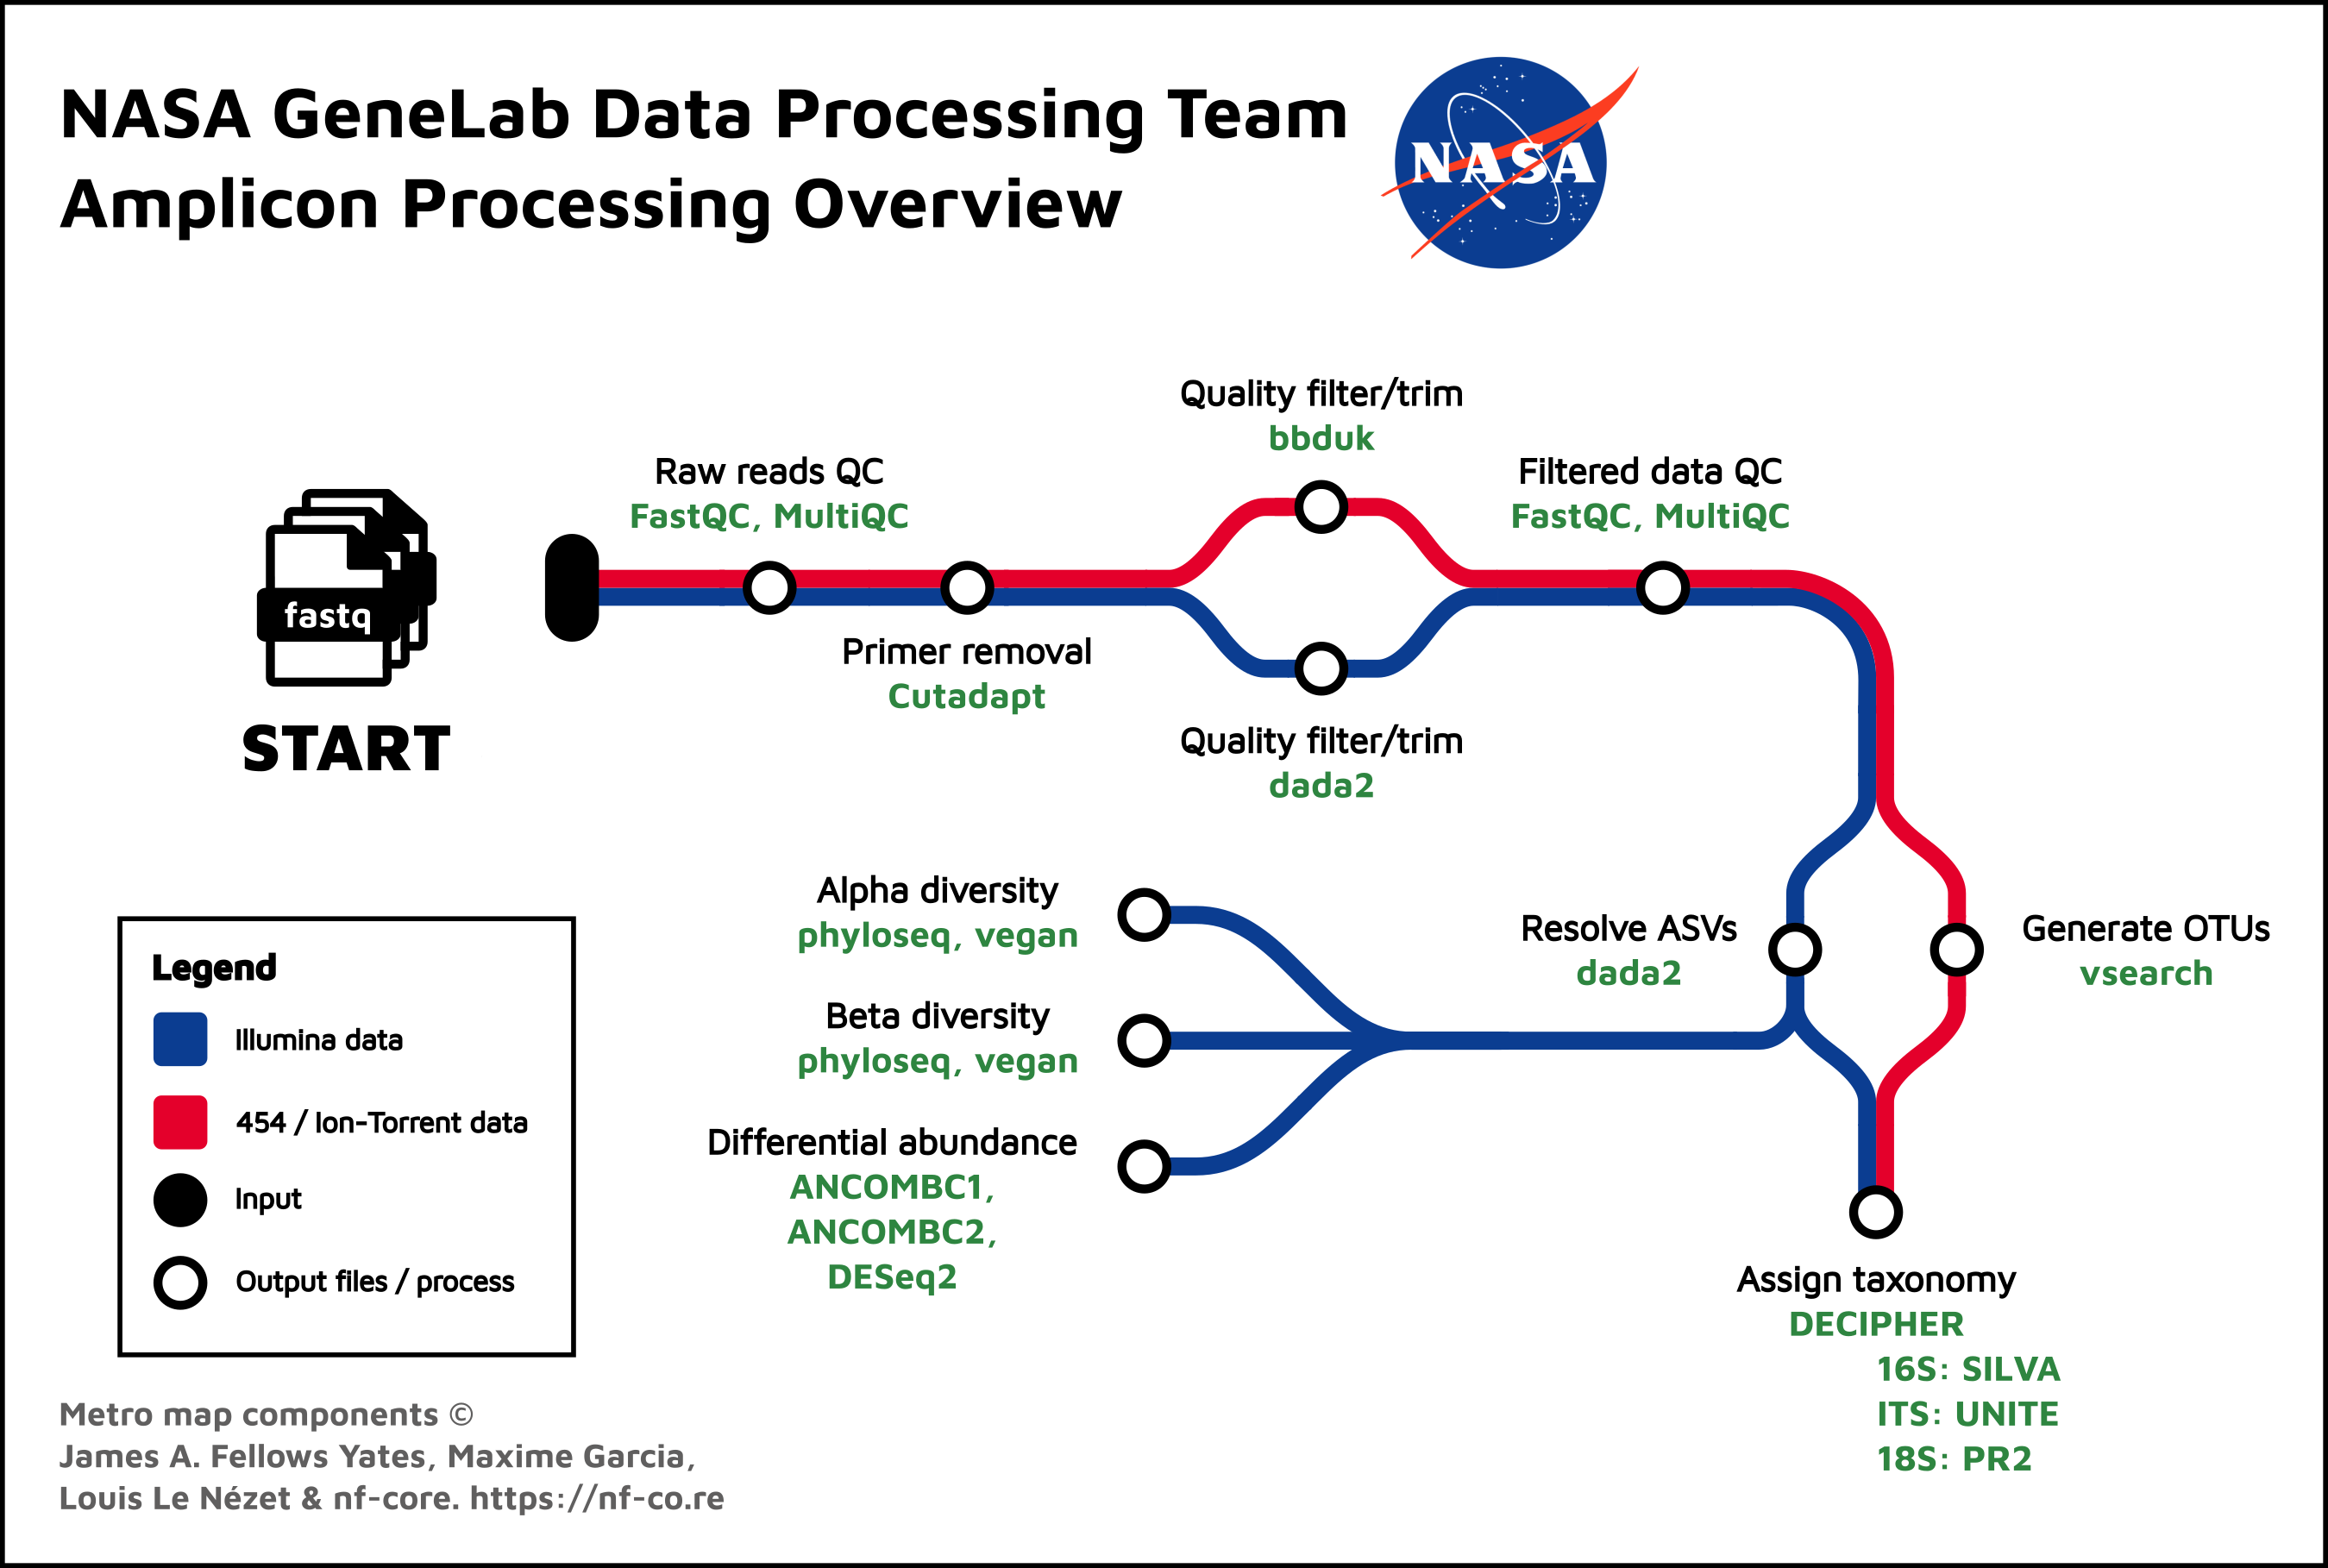 NASA GeneLab Data Processing Team
Amplicon Processing Overview
NASA
Quality filter/trim
bbduk
Raw reads QC
FastQC, MultiQC
Filtered data QC
FastQC, MultiQC
fastq
START
Primer removal
Cutadapt
Quality filter/trim
dada2
Alpha diversity
phyloseq, vegan
Beta diversity
phyloseq, vegan
Differential abundance
ANCOMBC1,
ANCOMBC2,
DESeq2
Resolve ASVs
dada2
Generate OTUs
vsearch
Assign taxonomy
DECIPHER
16S: SILVA
ITS: UNITE
18S: PR2
Legend
Illumina data
454 / Ion-Torrent data
Input
Output files / process
Metro map components ©
James A. Fellows Yates, Maxime Garcia,
Louis Le Nézet & nf-core. https://nf-co.re